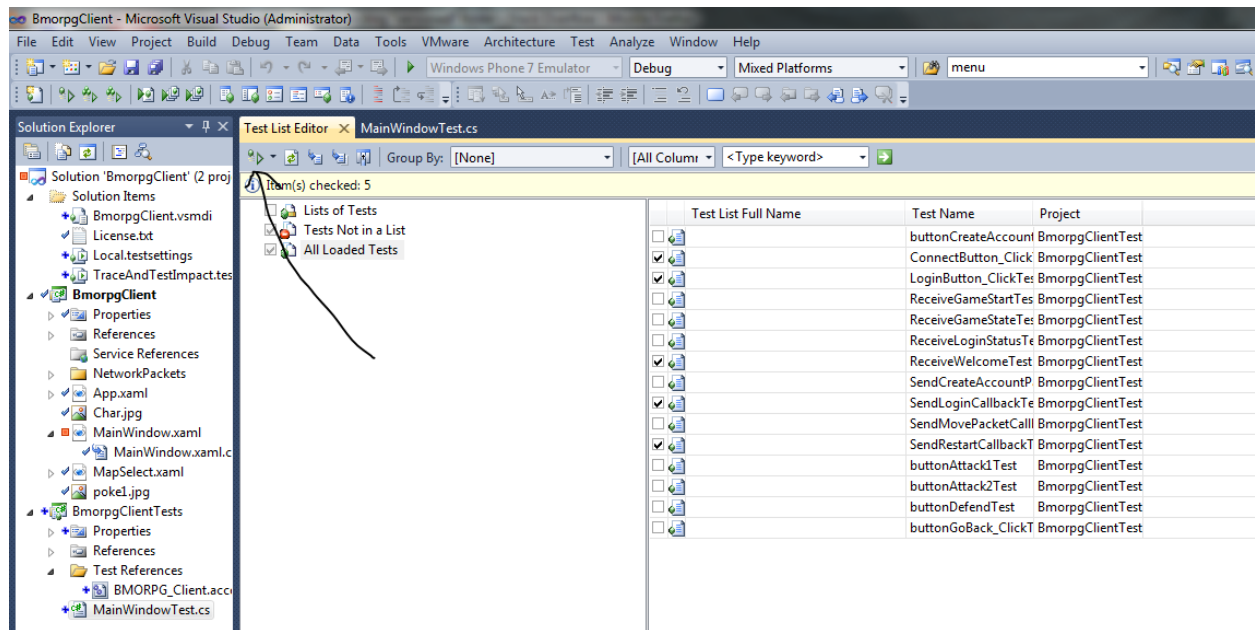 BmorpgClient - Microsoft Visual Studio (Administrator)
File Edit View Project Build Debug Team Data Tools VMware Architecture Test Analyze Window Help
Windows Phone 7 Emulator Debug Mixed Platforms menu
Solution Explorer
Test List Editor MainWindowTest.cs
Group By: [None] [All Columr <Type keyword>
Item(s) checked: 5
Solution 'BmorpgClient' (2 proj
Solution Items
BmorpgClient.vsmdi
License.txt
Local.testsettings
TraceAndTestImpact.tes
BmorpgClient
Properties
References
Service References
NetworkPackets
App.xaml
Char.jpg
MainWindow.xaml
MainWindow.xaml.c
MapSelect.xaml
poke1.jpg
BmorpgClientTests
Properties
References
Test References
BMORPG_Client.acc
MainWindowTest.cs
Lists of Tests
Tests Not in a List
All Loaded Tests
Test List Full Name Test Name Project
buttonCreateAccount BmorpgClientTest
ConnectButton_Click BmorpgClientTest
LoginButton_ClickTes BmorpgClientTest
ReceiveGameStartTes BmorpgClientTest
ReceiveGameStateTes BmorpgClientTest
ReceiveLoginStatusTe BmorpgClientTest
ReceiveWelcomeTest BmorpgClientTest
SendCreateAccountP BmorpgClientTest
SendLoginCallbackTe BmorpgClientTest
SendMovePacketCall BmorpgClientTest
SendRestartCallbackT BmorpgClientTest
buttonAttack1Test BmorpgClientTest
buttonAttack2Test BmorpgClientTest
buttonDefendTest BmorpgClientTest
buttonGoBack_ClickT BmorpgClientTest